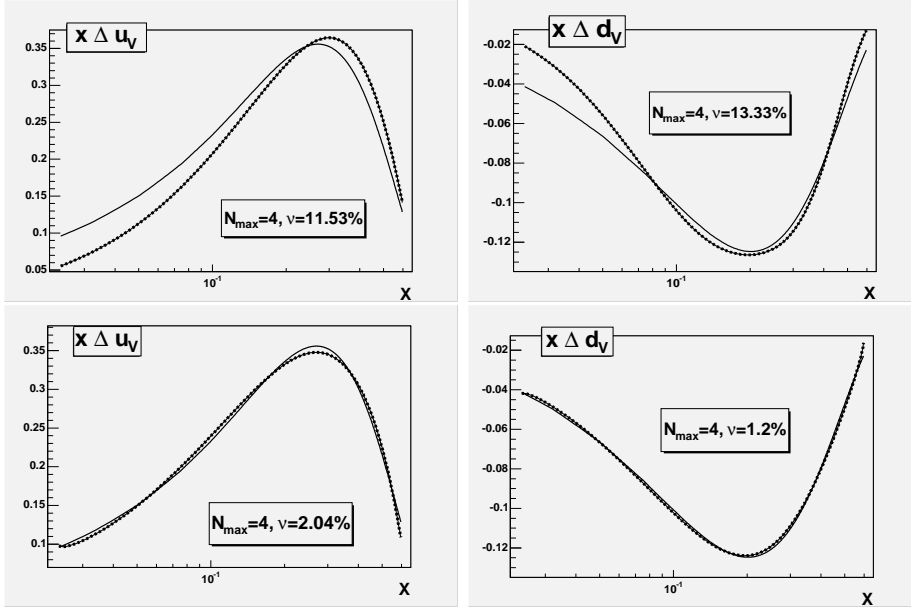 x Δ u_V
0.35
0.3
0.25
0.2
0.15
0.1
0.05
N_max=4, ν=11.53%
10^-1
X
x Δ d_V
-0.02
-0.04
-0.06
-0.08
-0.1
-0.12
N_max=4, ν=13.33%
10^-1
X
x Δ u_V
0.35
0.3
0.25
0.2
0.15
0.1
N_max=4, ν=2.04%
10^-1
X
x Δ d_V
-0.02
-0.04
-0.06
-0.08
-0.1
-0.12
N_max=4, ν=1.2%
10^-1
X